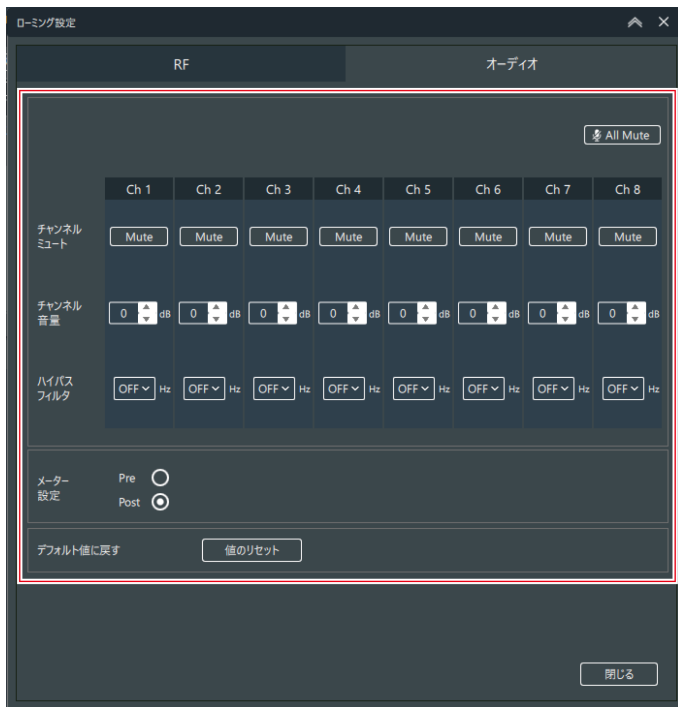 ローミング設定
RF オーディオ
All Mute
Ch 1 Ch 2 Ch 3 Ch 4 Ch 5 Ch 6 Ch 7 Ch 8
チャンネル
ミュート
Mute Mute Mute Mute Mute Mute Mute Mute
チャンネル
音量
0 dB 0 dB 0 dB 0 dB 0 dB 0 dB 0 dB 0 dB
ハイパス
フィルタ
OFF Hz OFF Hz OFF Hz OFF Hz OFF Hz OFF Hz OFF Hz OFF Hz
メーター
設定
Pre
Post
デフォルト値に戻す 値のリセット
閉じる